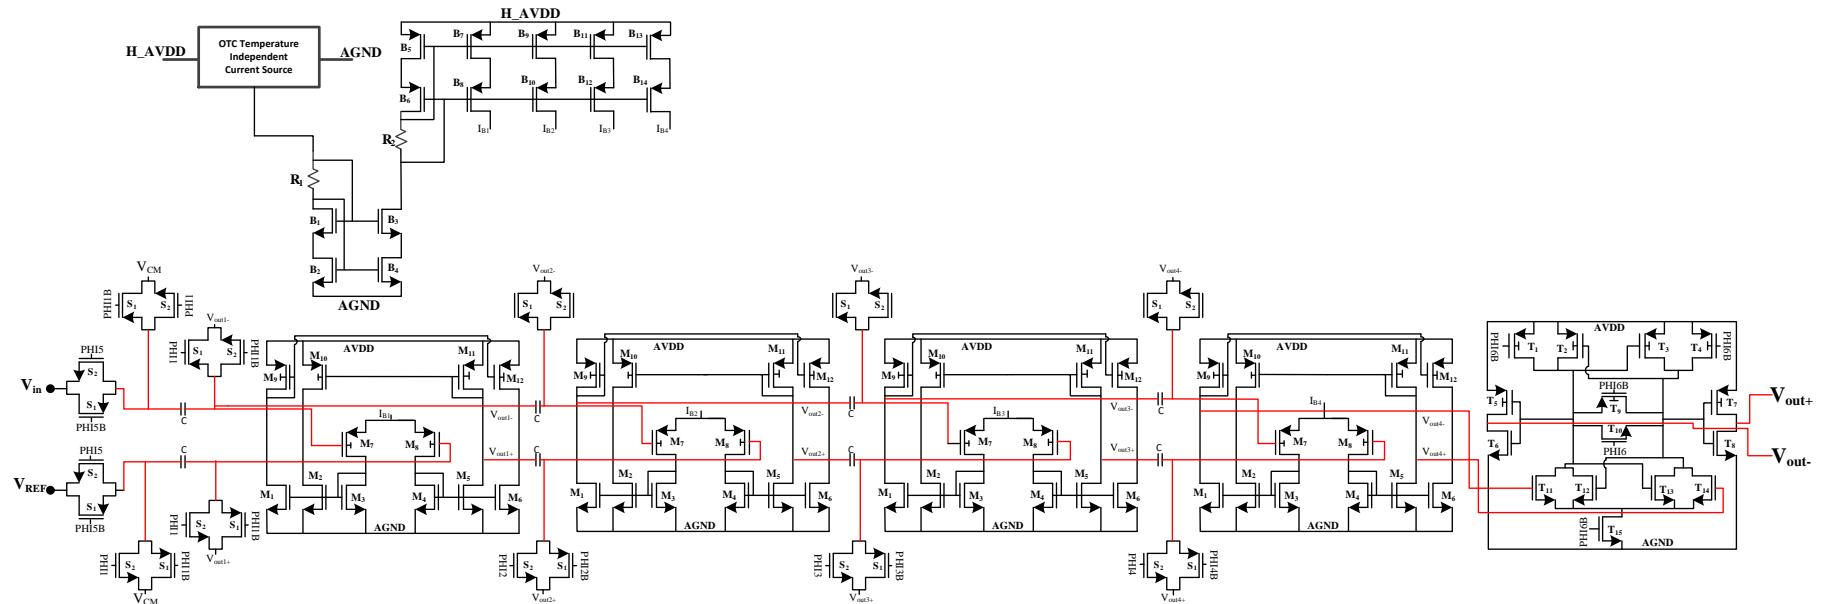 H_AVDD
OTC Temperature
Independent
Current Source
H_AVDD
AGND
B5
B7
B9
B11
B13
B6
B8
B10
B12
B14
IB1
IB2
IB3
IB4
R2
R1
B1
B3
B2
B4
AGND
VCM
PHI1B
S1
S2
PHI1
Vout1-
PHI1
S1
S2
PHI1B
Vout2-
S1
S2
Vout3-
S1
S2
Vout4-
S1
S2
PHI5
S2
Vin
S1
PHI5B
C
PHI5
S2
VREF
S1
PHI5B
C
PHI1
S2
S1
PHI1B
Vout1+
PHI1
S2
S1
PHI1B
VCM
AVDD
M9
M10
M11
M12
IB1
M7
M8
Vout1-
Vout1+
M1
M2
M3
M4
M5
M6
AGND
C
C
PHI2
S2
S1
PHI2B
Vout2+
AVDD
M9
M10
M11
M12
IB2
M7
M8
Vout2-
Vout2+
M1
M2
M3
M4
M5
M6
AGND
C
C
PHI3
S2
S1
PHI3B
Vout3+
AVDD
M9
M10
M11
M12
IB3
M7
M8
Vout3-
Vout3+
M1
M2
M3
M4
M5
M6
AGND
C
C
PHI4
S2
S1
PHI4B
Vout4+
AVDD
M9
M10
M11
M12
IB4
M7
M8
Vout4-
Vout4+
M1
M2
M3
M4
M5
M6
AGND
AVDD
PHI6B
T1
T2
T3
T4
PHI6B
PHI6B
T5
T9
T7
T6
T10
T8
PHI6
Vout+
Vout-
T11
T12
T13
T14
PHI6B
T15
AGND